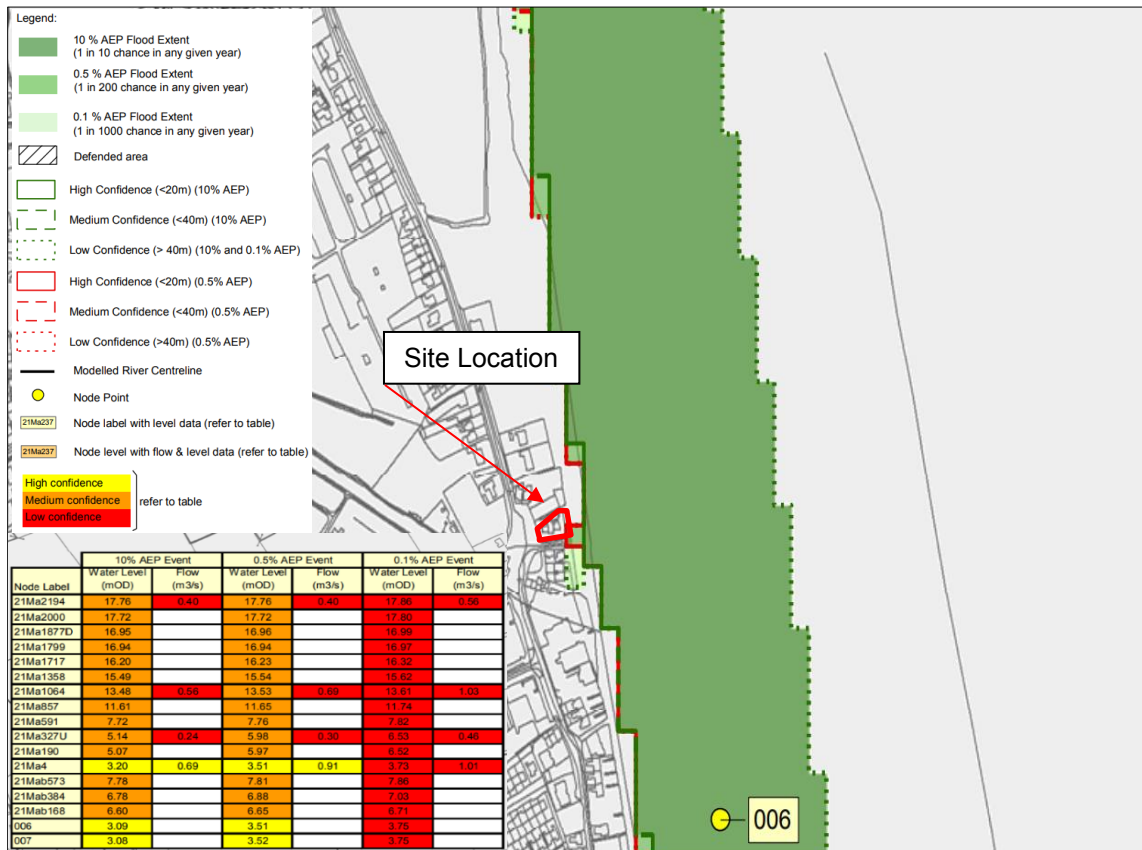 Legend:
10 % AEP Flood Extent
(1 in 10 chance in any given year)
0.5 % AEP Flood Extent
(1 in 200 chance in any given year)
0.1 % AEP Flood Extent
(1 in 1000 chance in any given year)
Defended area
High Confidence (<20m) (10% AEP)
Medium Confidence (<40m) (10% AEP)
Low Confidence (> 40m) (10% and 0.1% AEP)
High Confidence (<20m) (0.5% AEP)
Medium Confidence (<40m) (0.5% AEP)
Low Confidence (>40m) (0.5% AEP)
Modelled River Centreline
Node Point
21Ma237 Node label with level data (refer to table)
21Ma237 Node level with flow & level data (refer to table)
High confidence
Medium confidence refer to table
Low confidence
Site Location
006
10% AEP Event 0.5% AEP Event 0.1% AEP Event
Node Label Water Level (mOD) Flow (m3/s) Water Level (mOD) Flow (m3/s) Water Level (mOD) Flow (m3/s)
21Ma2194 17.76 0.40 17.76 0.40 17.86 0.56
21Ma2000 17.72 17.72 17.80
21Ma1877D 16.95 16.96 16.99
21Ma1799 16.94 16.94 16.97
21Ma1717 16.20 16.23 16.32
21Ma1358 15.49 15.54 15.62
21Ma1064 13.48 0.56 13.53 0.69 13.61 1.03
21Ma857 11.61 11.65 11.74
21Ma591 7.72 7.76 7.82
21Ma327U 5.14 0.24 5.98 0.30 6.53 0.46
21Ma190 5.07 5.97 6.52
21Ma4 3.20 0.69 3.51 0.91 3.73 1.01
21Mab573 7.78 7.81 7.86
21Mab384 6.78 6.88 7.03
21Mab168 6.60 6.65 6.71
006 3.09 3.51 3.75
007 3.08 3.52 3.75